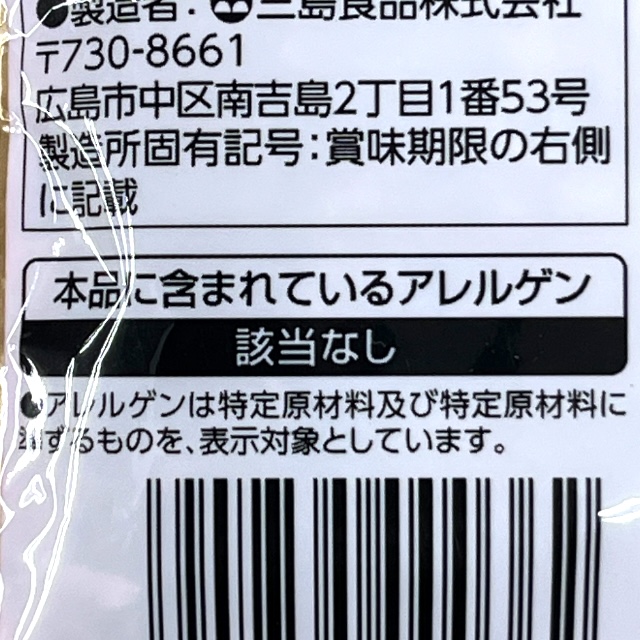 ●製造者：三島食品株式会社
〒730-8661
広島市中区南吉島2丁目1番53号
製造所固有記号：賞味期限の右側
に記載
本品に含まれているアレルゲン
該当なし
●アレルゲンは特定原材料及び特定原材料に
準ずるものを、表示対象としています。